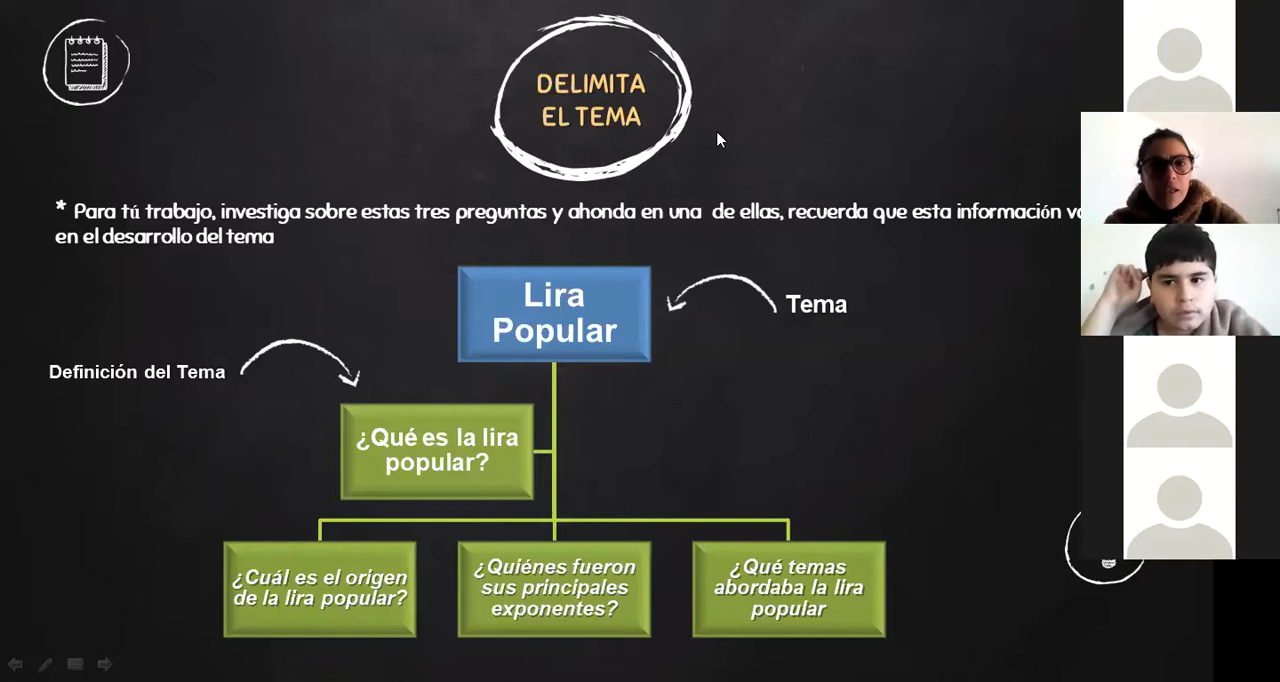 DELIMITA
EL TEMA
* Para tú trabajo, investiga sobre estas tres preguntas y ahonda en una de ellas, recuerda que esta información
en el desarrollo del tema
Lira
Popular
Tema
Definición del Tema
¿Qué es la lira
popular?
¿Cuál es el origen
de la lira popular?
¿Quiénes fueron
sus principales
exponentes?
¿Qué temas
abordaba la lira
popular